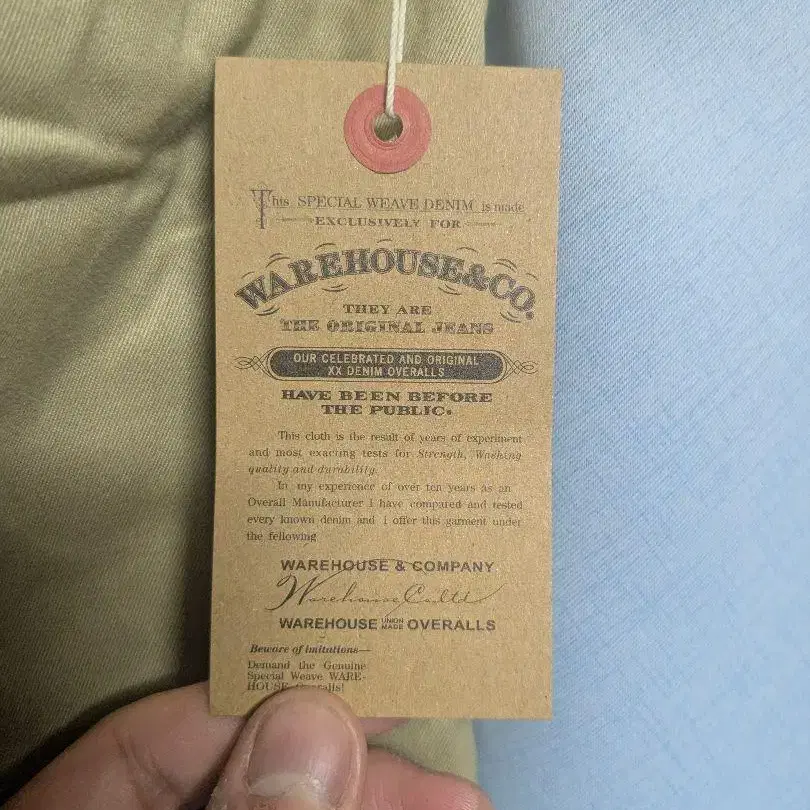 This SPECIAL WEAVE DENIM is made
EXCLUSIVELY FOR
WAREHOUSE&CO.
THEY ARE
THE ORIGINAL JEANS
OUR CELEBRATED AND ORIGINAL
XX DENIM OVERALLS
HAVE BEEN BEFORE
THE PUBLIC.
This cloth is the result of years of experiment
and most exacting tests for Strength, Washing
quality and durability.
In my experience of over ten years as an
Overall Manufacturer I have compared and tested
every known denim and i offer this garment under
the fellowing
WAREHOUSE & COMPANY
Warehouse
WAREHOUSE UNION MADE OVERALLS
Beware of imitations—
Demand the Genuine
Special Weave WARE-
HOUSE Overalls!